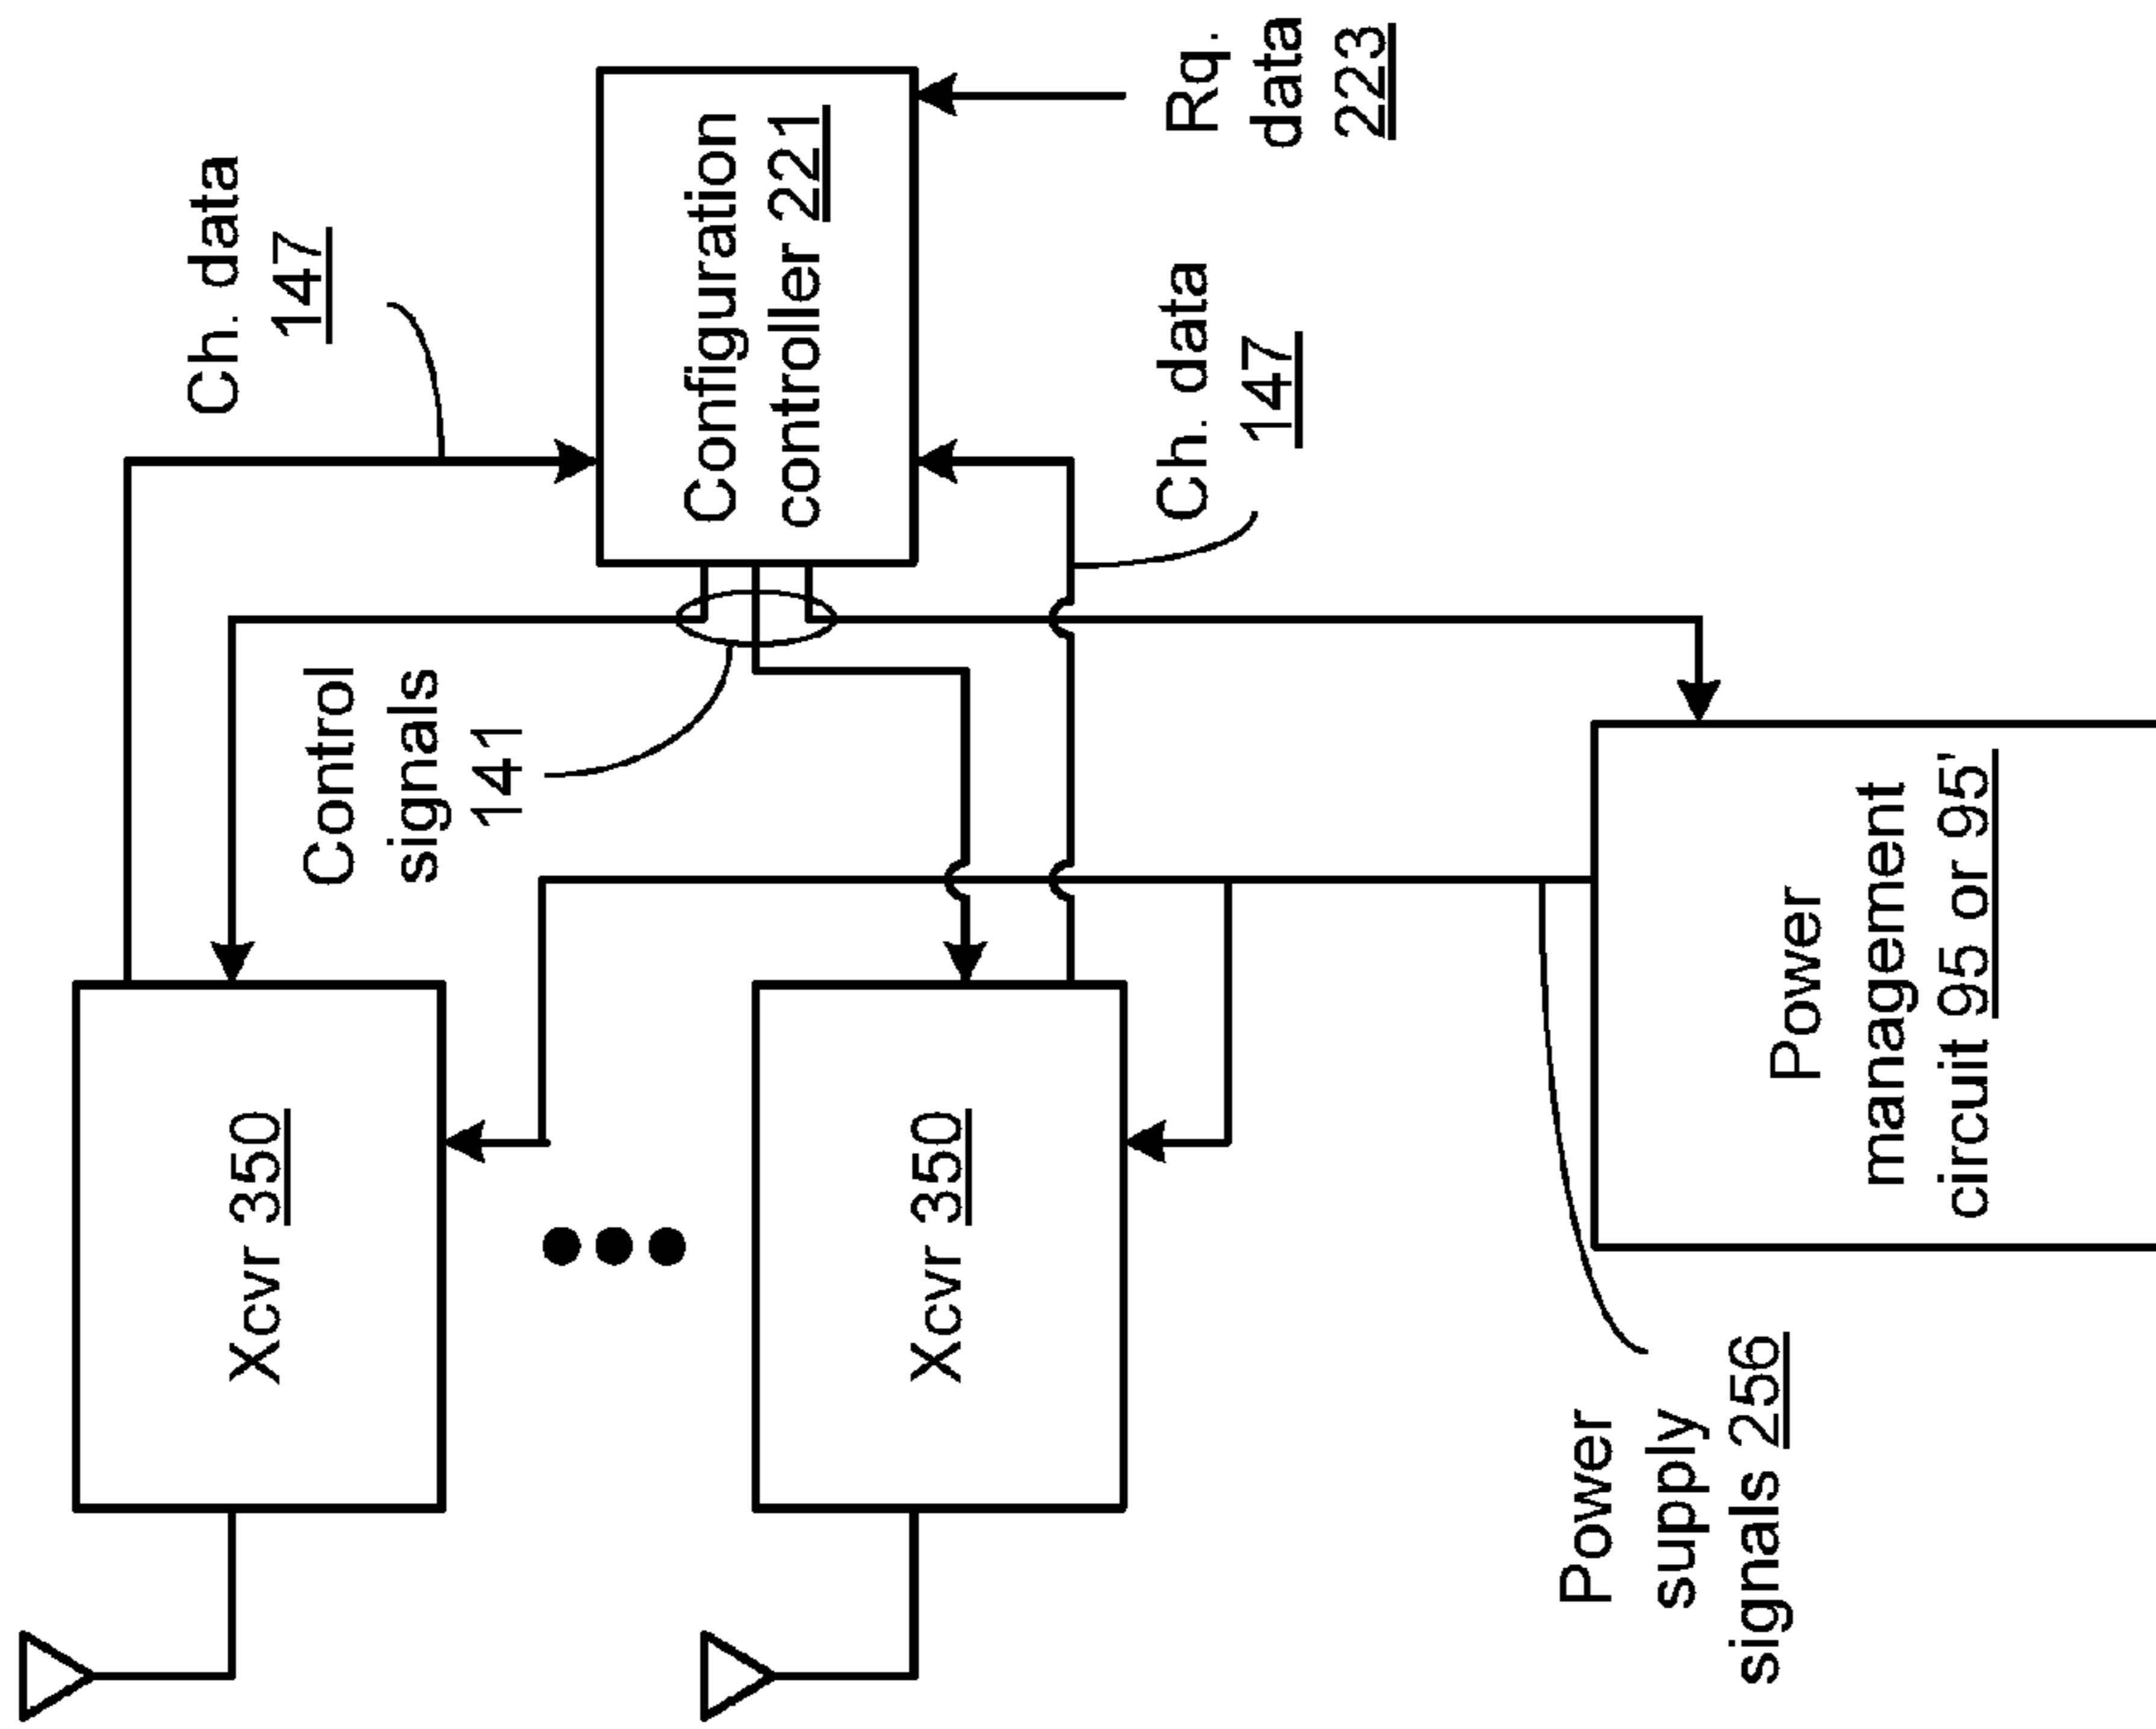 Xcvr 350
Ch. data
147
Control
signals
141
Configuration
controller 221
Xcvr 350
Ch. data
147
Rq.
data
223
Power
supply
signals 256
Power
management
circuit 95 or 95'